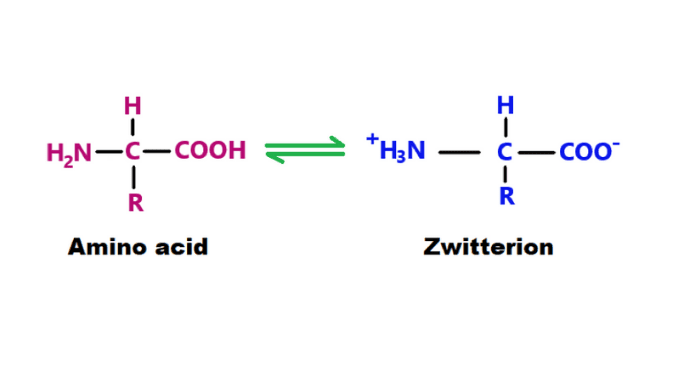 H H
H₂N C COOH ⁺H₃N C COO⁻
R R
Amino acid Zwitterion